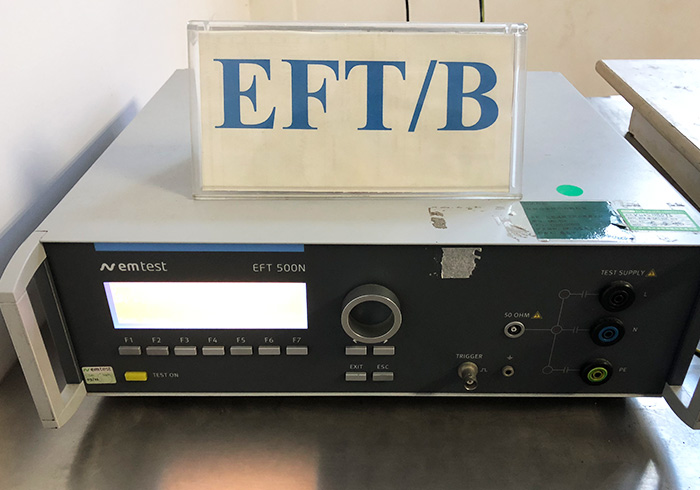 EFT/B
emtest
EFT 500N
TEST SUPPLY
L
50 OHM
N
F1 F2 F3 F4 F5 F6 F7
TRIGGER
PE
TEST ON
EXIT ESC
emtest